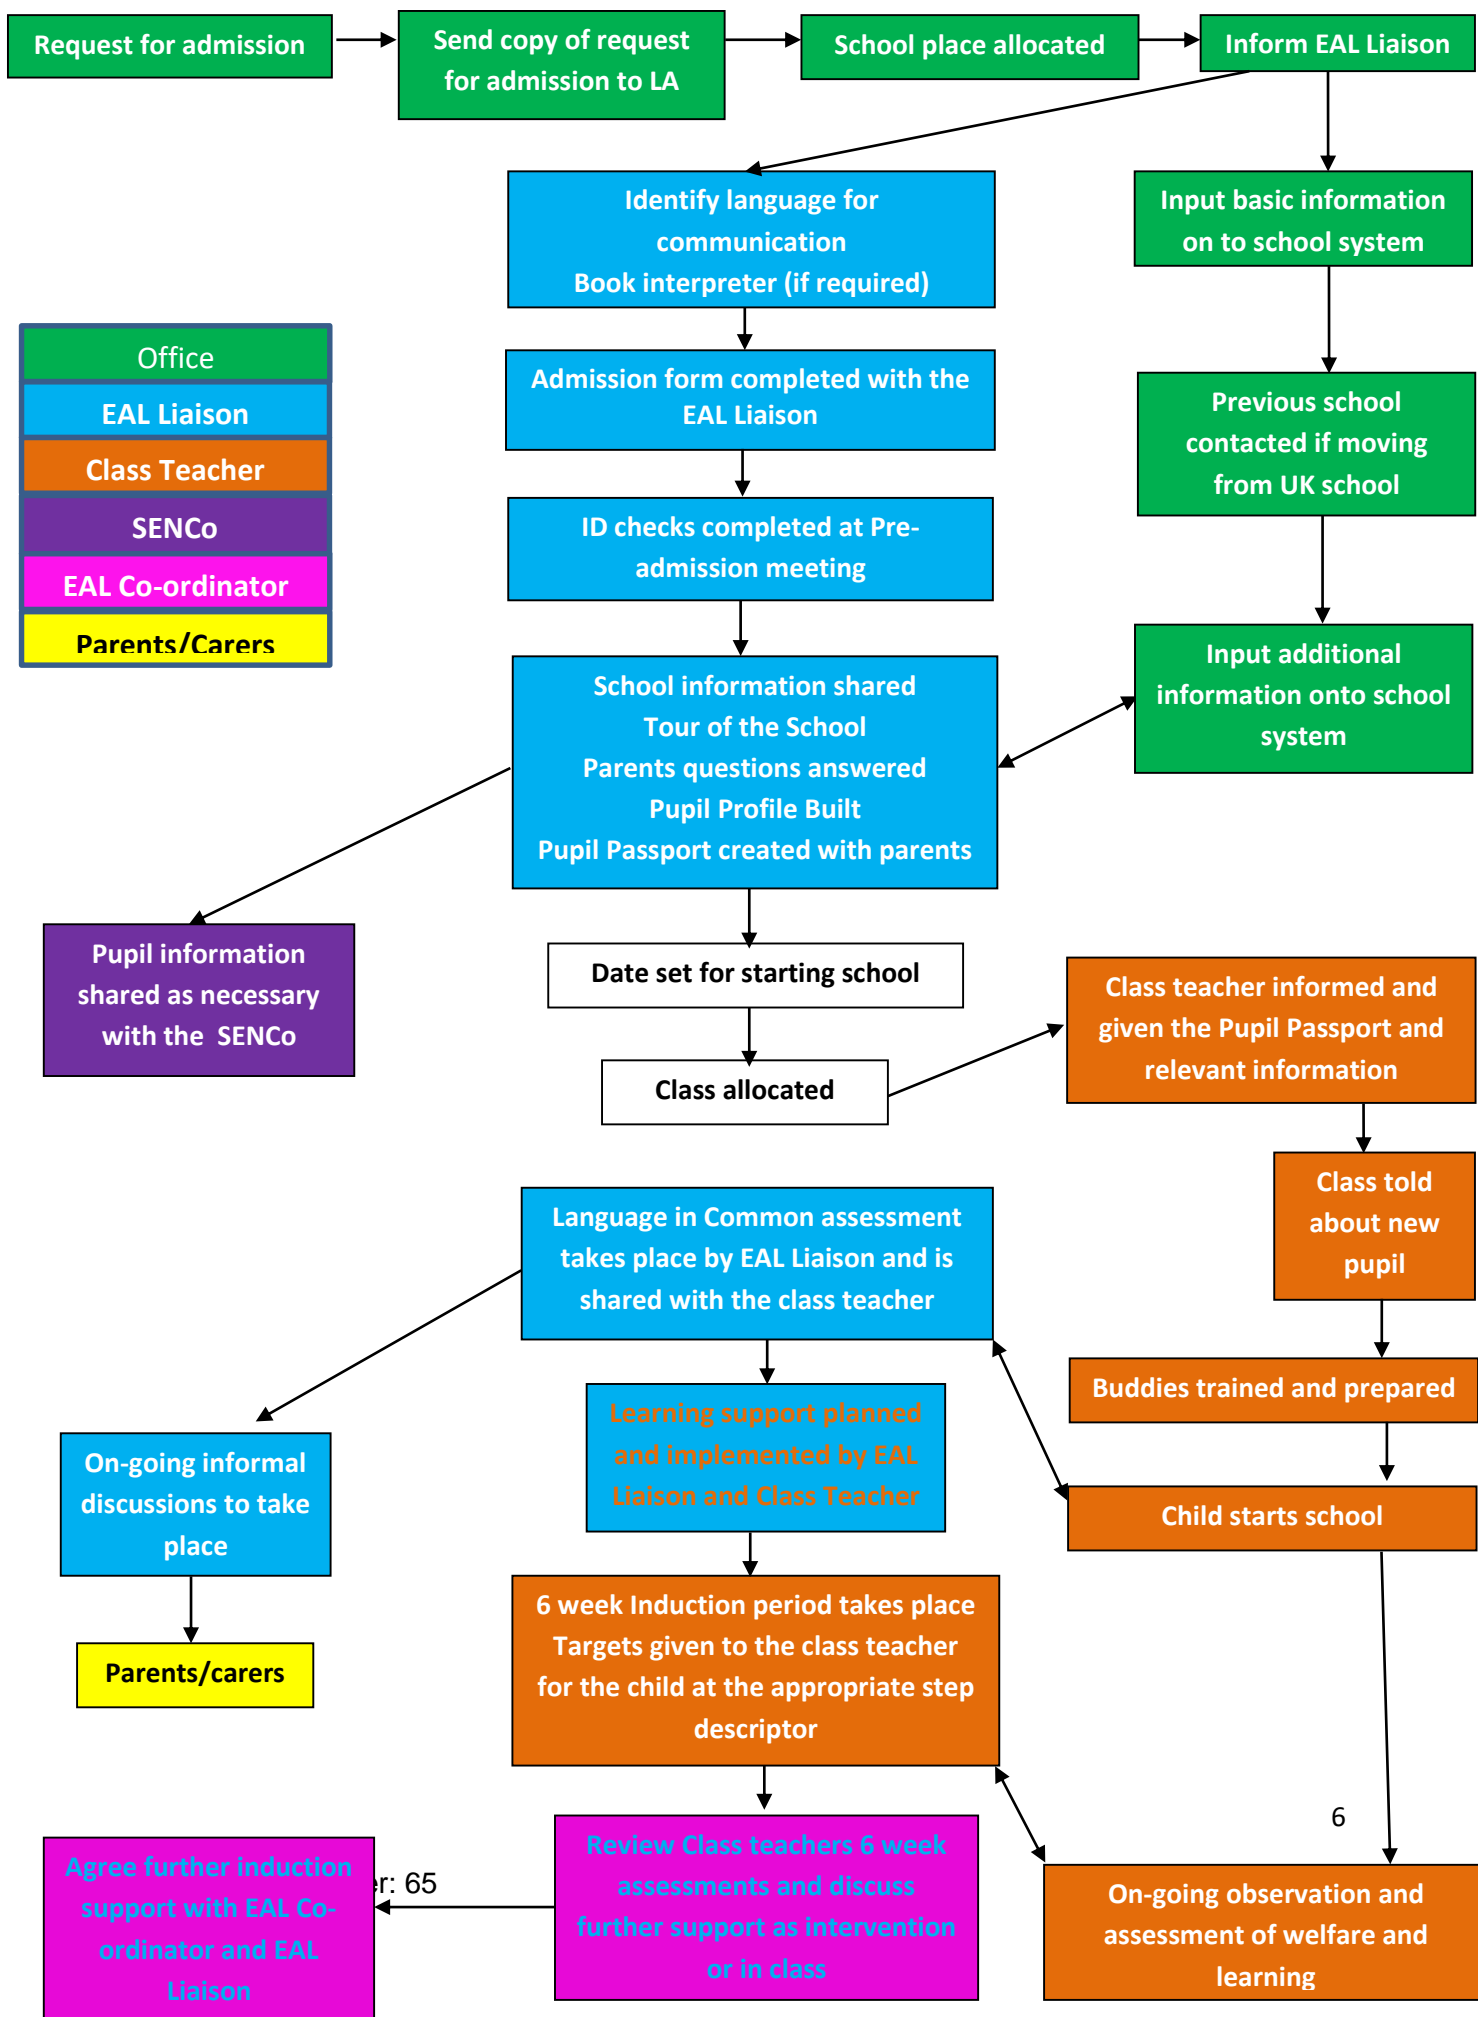 Request for admission
Send copy of request
for admission to LA
School place allocated
Inform EAL Liaison
Identify language for
communication
Book interpreter (if required)
Input basic information
on to school system
Office
EAL Liaison
Class Teacher
SENCo
EAL Co-ordinator
Parents/Carers
Admission form completed with the
EAL Liaison
Previous school
contacted if moving
from UK school
ID checks completed at Pre-
admission meeting
School information shared
Tour of the School
Parents questions answered
Pupil Profile Built
Pupil Passport created with parents
Input additional
information onto school
system
Pupil information
shared as necessary
with the SENCo
Date set for starting school
Class allocated
Class teacher informed and
given the Pupil Passport and
relevant information
Class told
about new
pupil
Language in Common assessment
takes place by EAL Liaison and is
shared with the class teacher
Buddies trained and prepared
Learning support planned
and implemented by EAL
Liaison and Class Teacher
On-going informal
discussions to take
place
Child starts school
Parents/carers
6 week Induction period takes place
Targets given to the class teacher
for the child at the appropriate step
descriptor
6
Review Class teachers 6 week
assessments and discuss
further support as intervention
or in class
Agree further induction
support with EAL Co-
ordinator and EAL
Liaison
er: 65
On-going observation and
assessment of welfare and
learning